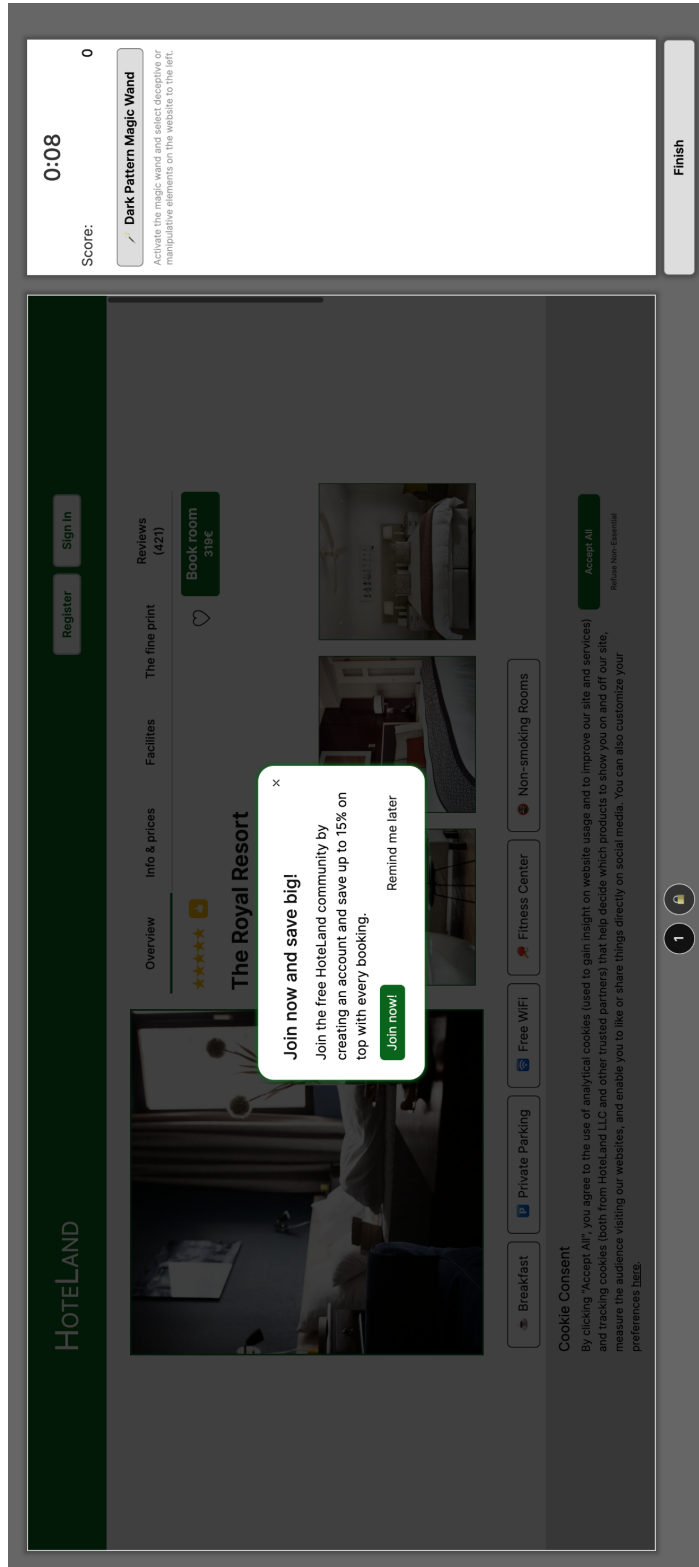 HOTELAND
Register
Sign In
Overview
Info & prices
Facilites
The fine print
Reviews
(421)
The Royal Resort
Book room
319€
Join now and save big!
×
Join the free HoteLand community by
creating an account and save up to 15% on
top with every booking.
Join now!
Remind me later
Breakfast
P Private Parking
Free WiFi
Fitness Center
Non-smoking Rooms
Cookie Consent
By clicking "Accept All", you agree to the use of analytical cookies (used to gain insight on website usage and to improve our site and services)
and tracking cookies (both from HoteLand LLC and other trusted partners) that help decide which products to show you on and off our site,
measure the audience visiting our websites, and enable you to like or share things directly on social media. You can also customize your
preferences here.
Accept All
Refuse Non-Essential
0:08
Score:
0
Dark Pattern Magic Wand
Activate the magic wand and select deceptive or
manipulative elements on the website to the left.
1
Finish